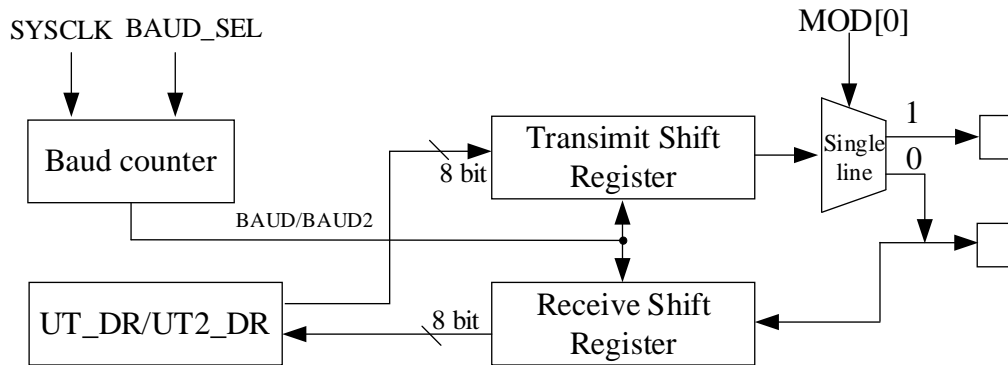 SYSCLK BAUD_SEL
MOD[0]
Baud counter
8 bit
Transimit Shift
Register
Single
line
1
0
BAUD/BAUD2
UT_DR/UT2_DR
8 bit
Receive Shift
Register